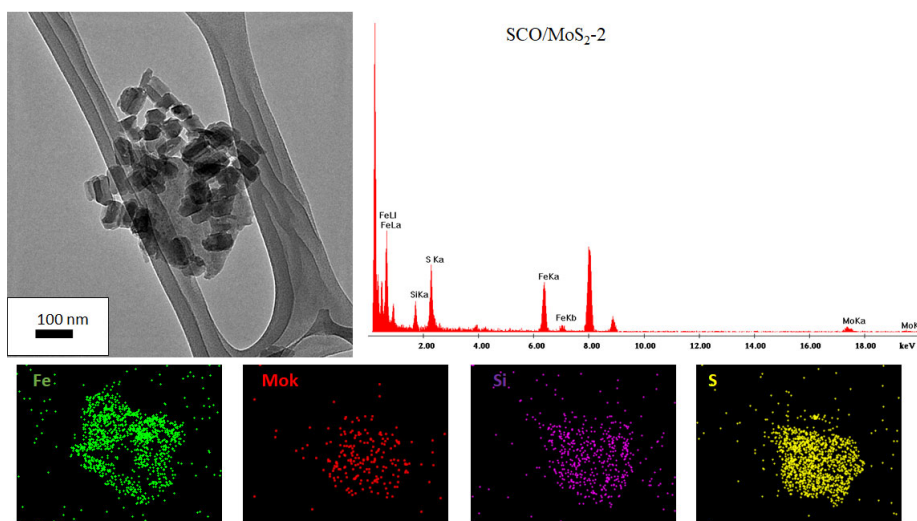 SCO/MoS₂-2
FeLl
FeLa
S Ka
SiKa
FeKa
FeKb
MoKa
MoK
2.00 4.00 6.00 8.00 10.00 12.00 14.00 16.00 18.00 keV
100 nm
Fe
Mok
Si
S